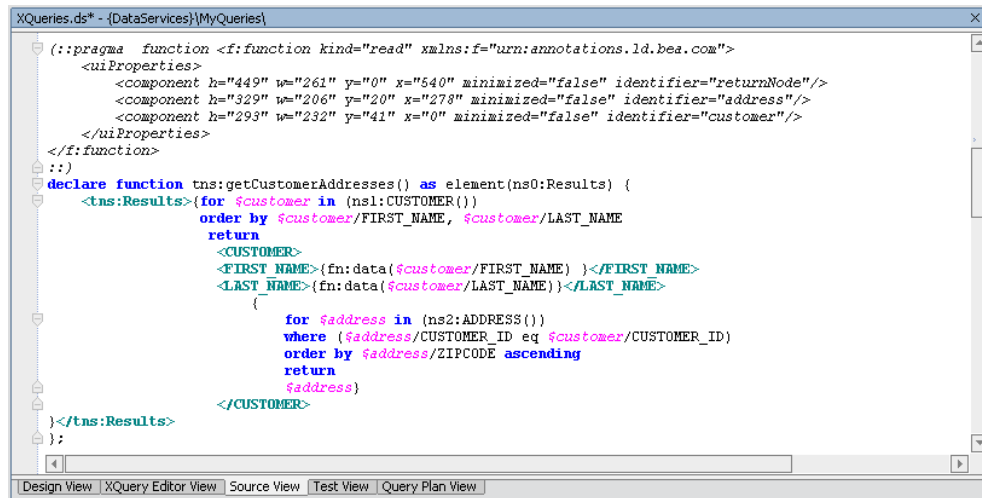 XQueries.ds* - {DataServices}\MyQueries\
(::pragma  function <f:function kind="read" xmlns:f="urn:annotations.ld.bea.com">
    <uiProperties>
        <component h="449" w="261" y="0" x="540" minimized="false" identifier="returnNode"/>
        <component h="329" w="206" y="20" x="278" minimized="false" identifier="address"/>
        <component h="293" w="232" y="41" x="0" minimized="false" identifier="customer"/>
    </uiProperties>
</f:function>
::)
declare function tns:getCustomerAddresses() as element(ns0:Results) {
    <tns:Results>{for $customer in (ns1:CUSTOMER())
                  order by $customer/FIRST_NAME, $customer/LAST_NAME
                   return
                    <CUSTOMER>
                    <FIRST_NAME>{fn:data($customer/FIRST_NAME) }</FIRST_NAME>
                    <LAST_NAME>{fn:data($customer/LAST_NAME)}</LAST_NAME>
                        {
                            for $address in (ns2:ADDRESS())
                            where ($address/CUSTOMER_ID eq $customer/CUSTOMER_ID)
                            order by $address/ZIPCODE ascending
                            return
                            $address}
                    </CUSTOMER>
}</tns:Results>
};
Design View XQuery Editor View Source View Test View Query Plan View